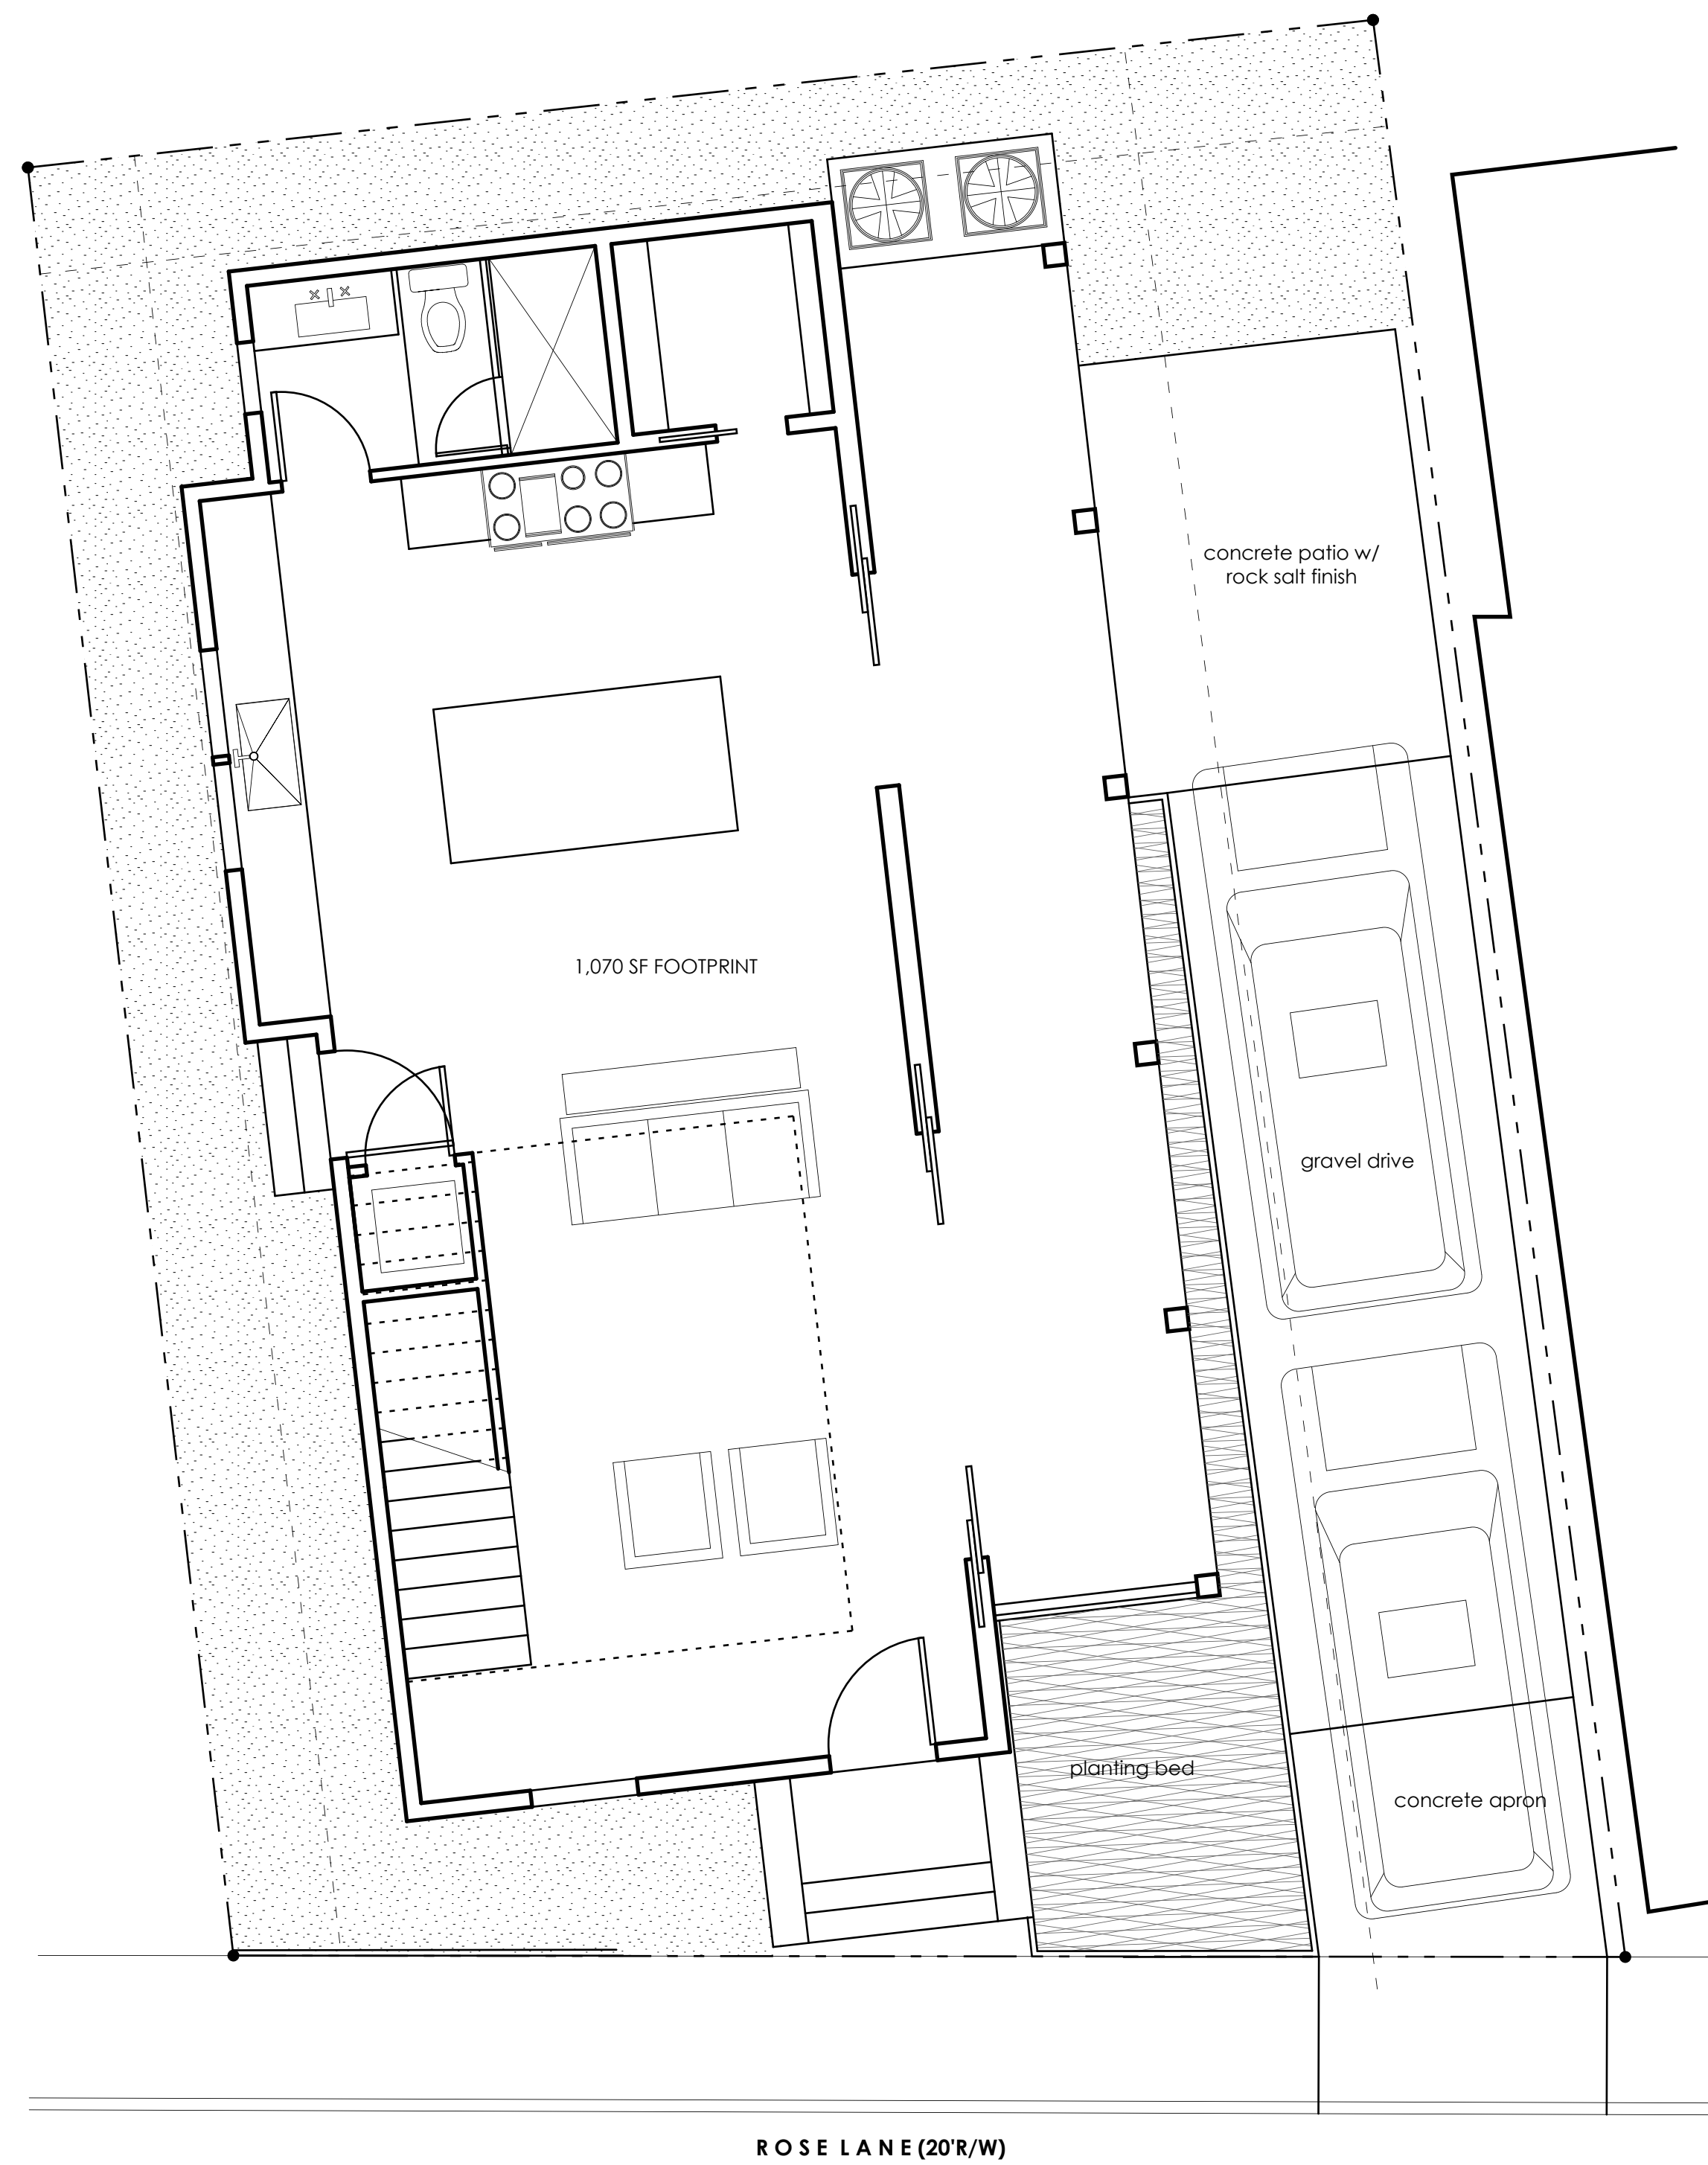 concrete patio w/
rock salt finish
1,070 SF FOOTPRINT
gravel drive
planting bed
concrete apron
ROSE LANE (20'R/W)